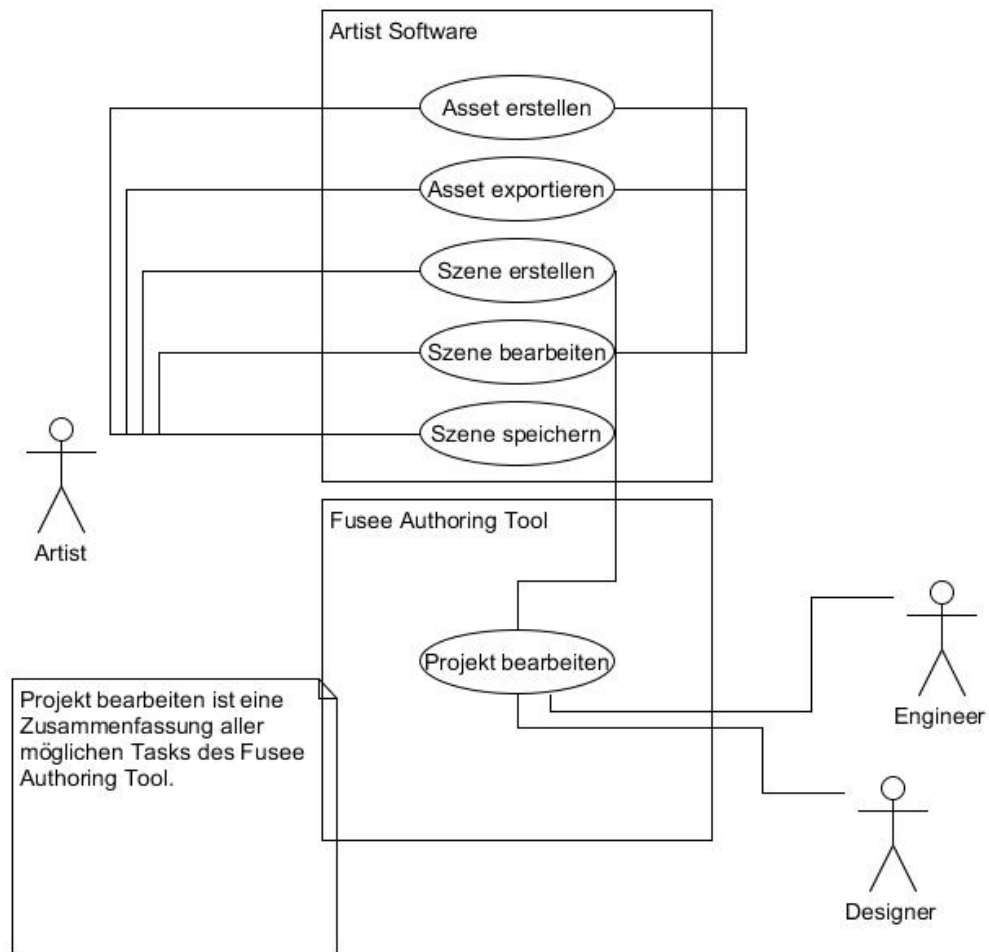 Artist Software
Asset erstellen
Asset exportieren
Szene erstellen
Szene bearbeiten
Szene speichern
Artist
Fusee Authoring Tool
Projekt bearbeiten
Engineer
Projekt bearbeiten ist eine
Zusammenfassung aller
möglichen Tasks des Fusee
Authoring Tool.
Designer